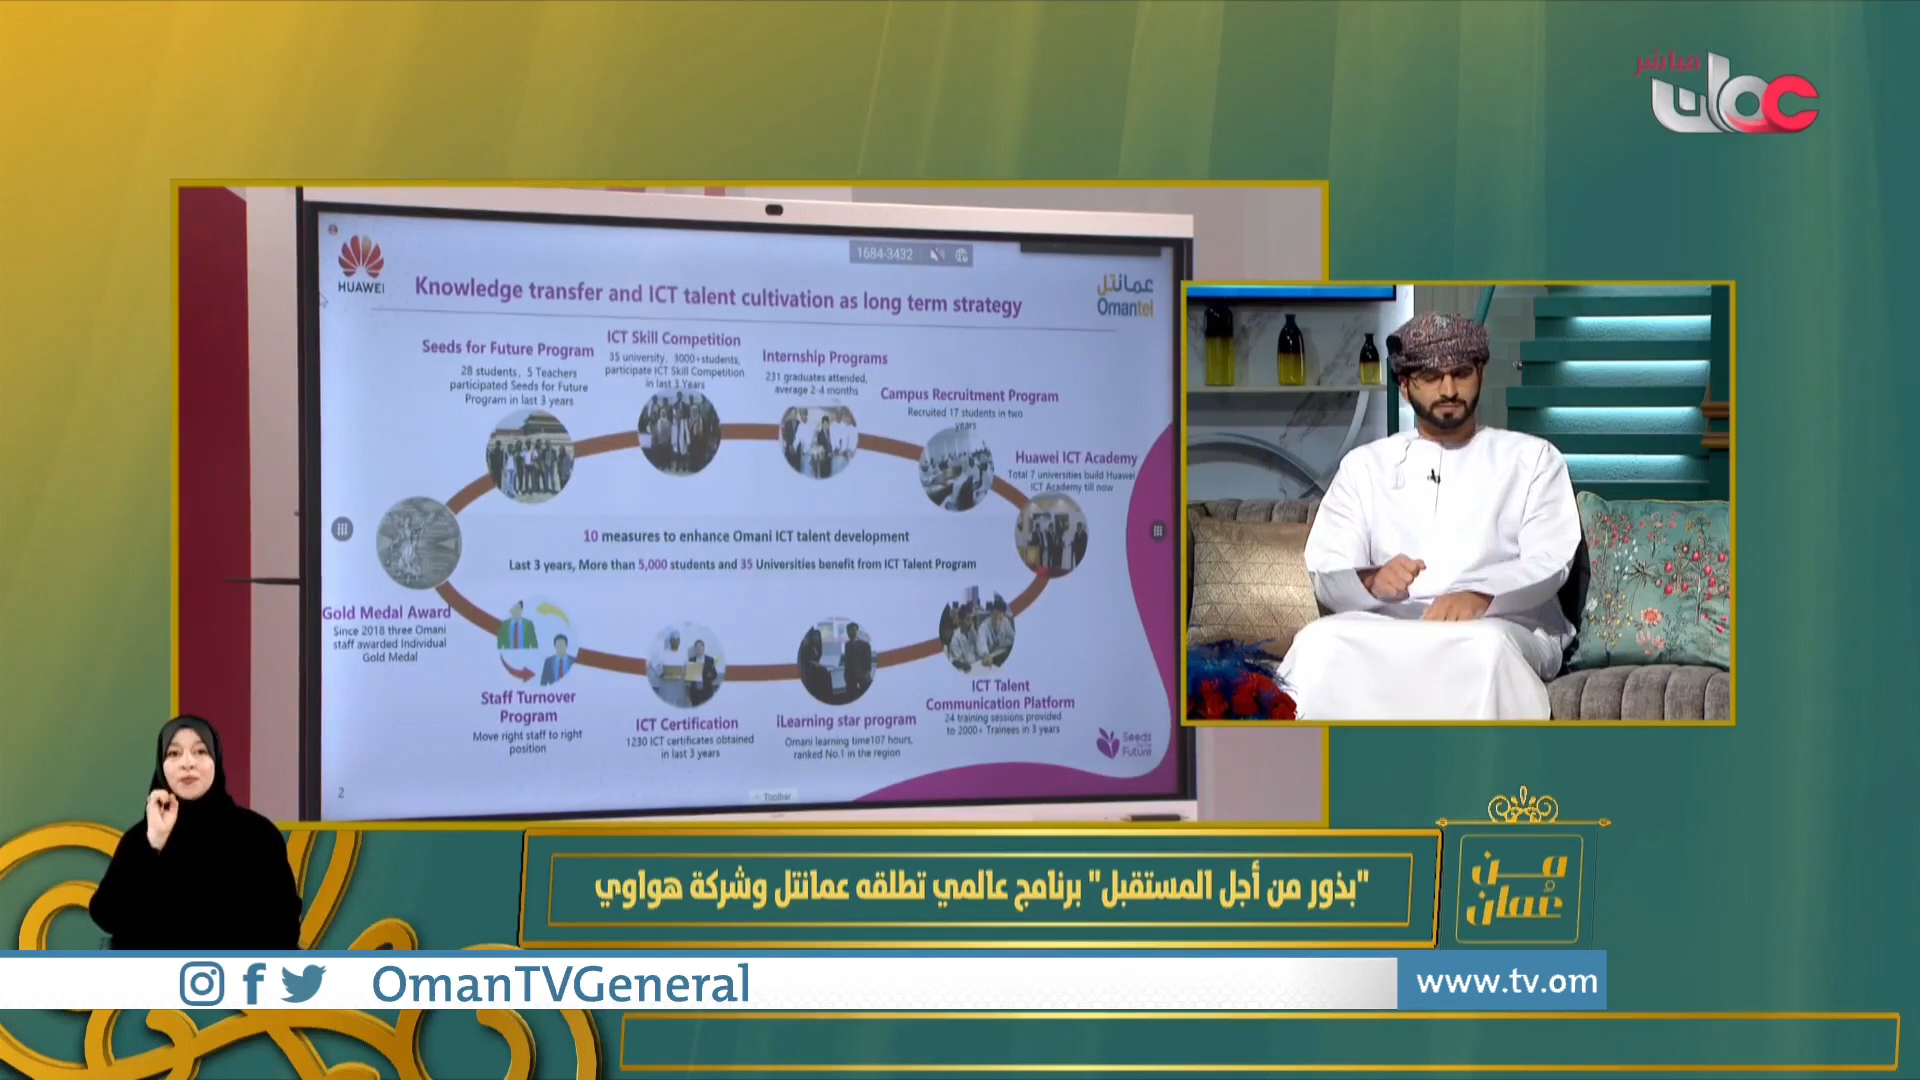 مباشر
عمان
1684-3432
HUAWEI
Knowledge transfer and ICT talent cultivation as long term strategy
عمانتل
Omantel
Seeds for Future Program
28 students, 5 Teachers
participated Seeds for Future
Program in last 3 years
ICT Skill Competition
35 university, 3000+students,
participate ICT Skill Competition
in last 3 Years
Internship Programs
231 graduates attended,
average 2-4 months
Campus Recruitment Program
Recruited 17 students in two
years
Huawei ICT Academy
Total 7 universities build Huawei
ICT Academy till now
10 measures to enhance Omani ICT talent development
Last 3 years, More than 5,000 students and 35 Universities benefit from ICT Talent Program
Gold Medal Award
Since 2018 three Omani
staff awarded Individual
Gold Medal
Staff Turnover
Program
Move right staff to right
position
ICT Certification
1230 ICT certificates obtained
in last 3 years
iLearning star program
Omani learning time107 hours,
ranked No.1 in the region
ICT Talent
Communication Platform
24 training sessions provided
to 2000+ Trainees in 3 years
Seeds
for the
Future
2
Toolbar
"بذور من أجل المستقبل" برنامج عالمي تطلقه عمانتل وشركة هواوي
من
عُمان
OmanTVGeneral
www.tv.om